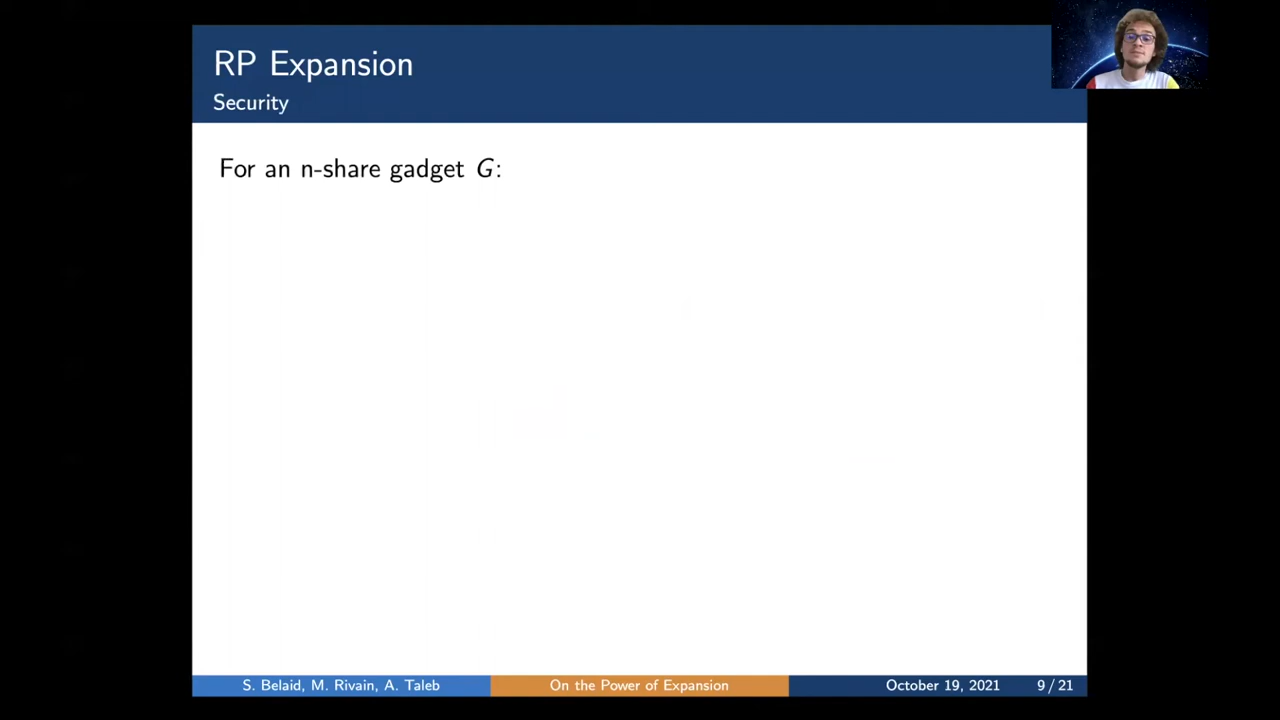 RP Expansion
Security
For an n-share gadget G:
S. Belaid, M. Rivain, A. Taleb
On the Power of Expansion
October 19, 2021
9 / 21